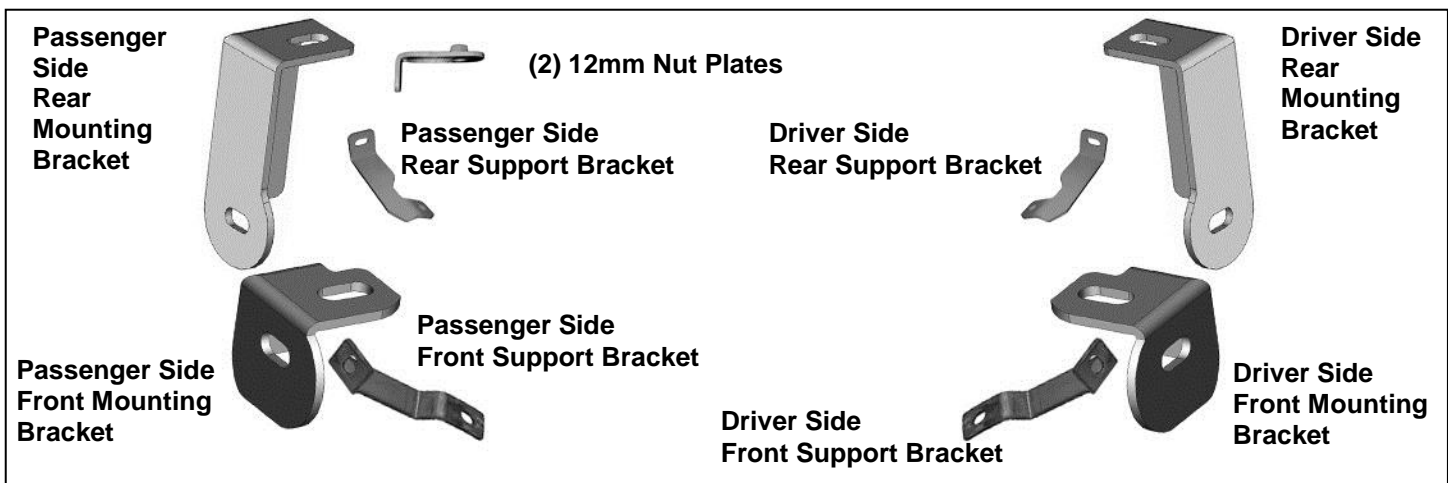 Passenger
Side
Rear
Mounting
Bracket
(2) 12mm Nut Plates
Passenger Side
Rear Support Bracket
Driver Side
Rear Support Bracket
Driver Side
Rear
Mounting
Bracket
Passenger Side
Front Mounting
Bracket
Passenger Side
Front Support Bracket
Driver Side
Front Support Bracket
Driver Side
Front Mounting
Bracket